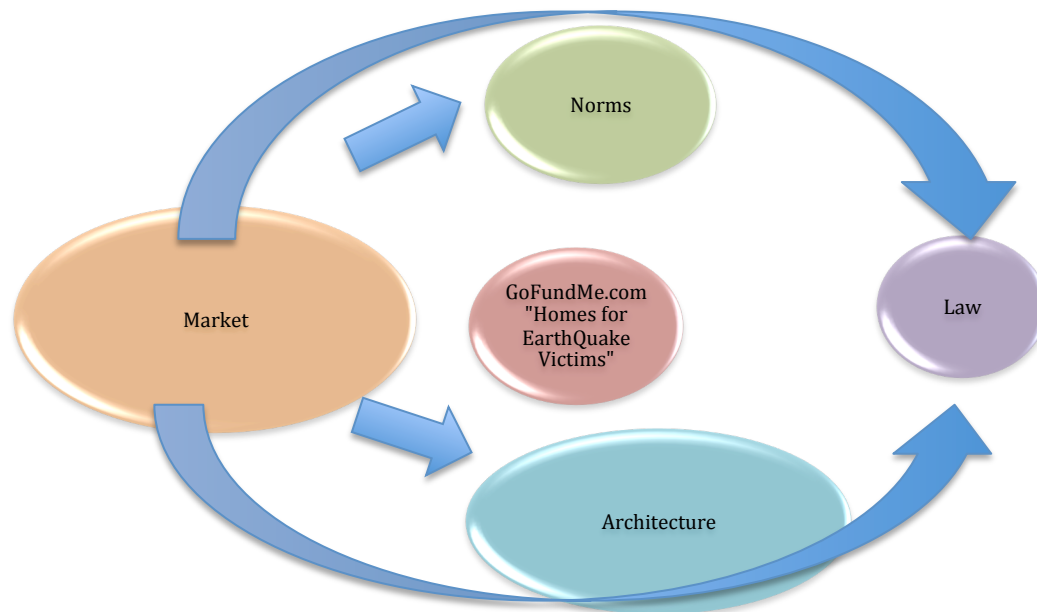 Norms
Market
GoFundMe.com
"Homes for
EarthQuake
Victims"
Law
Architecture